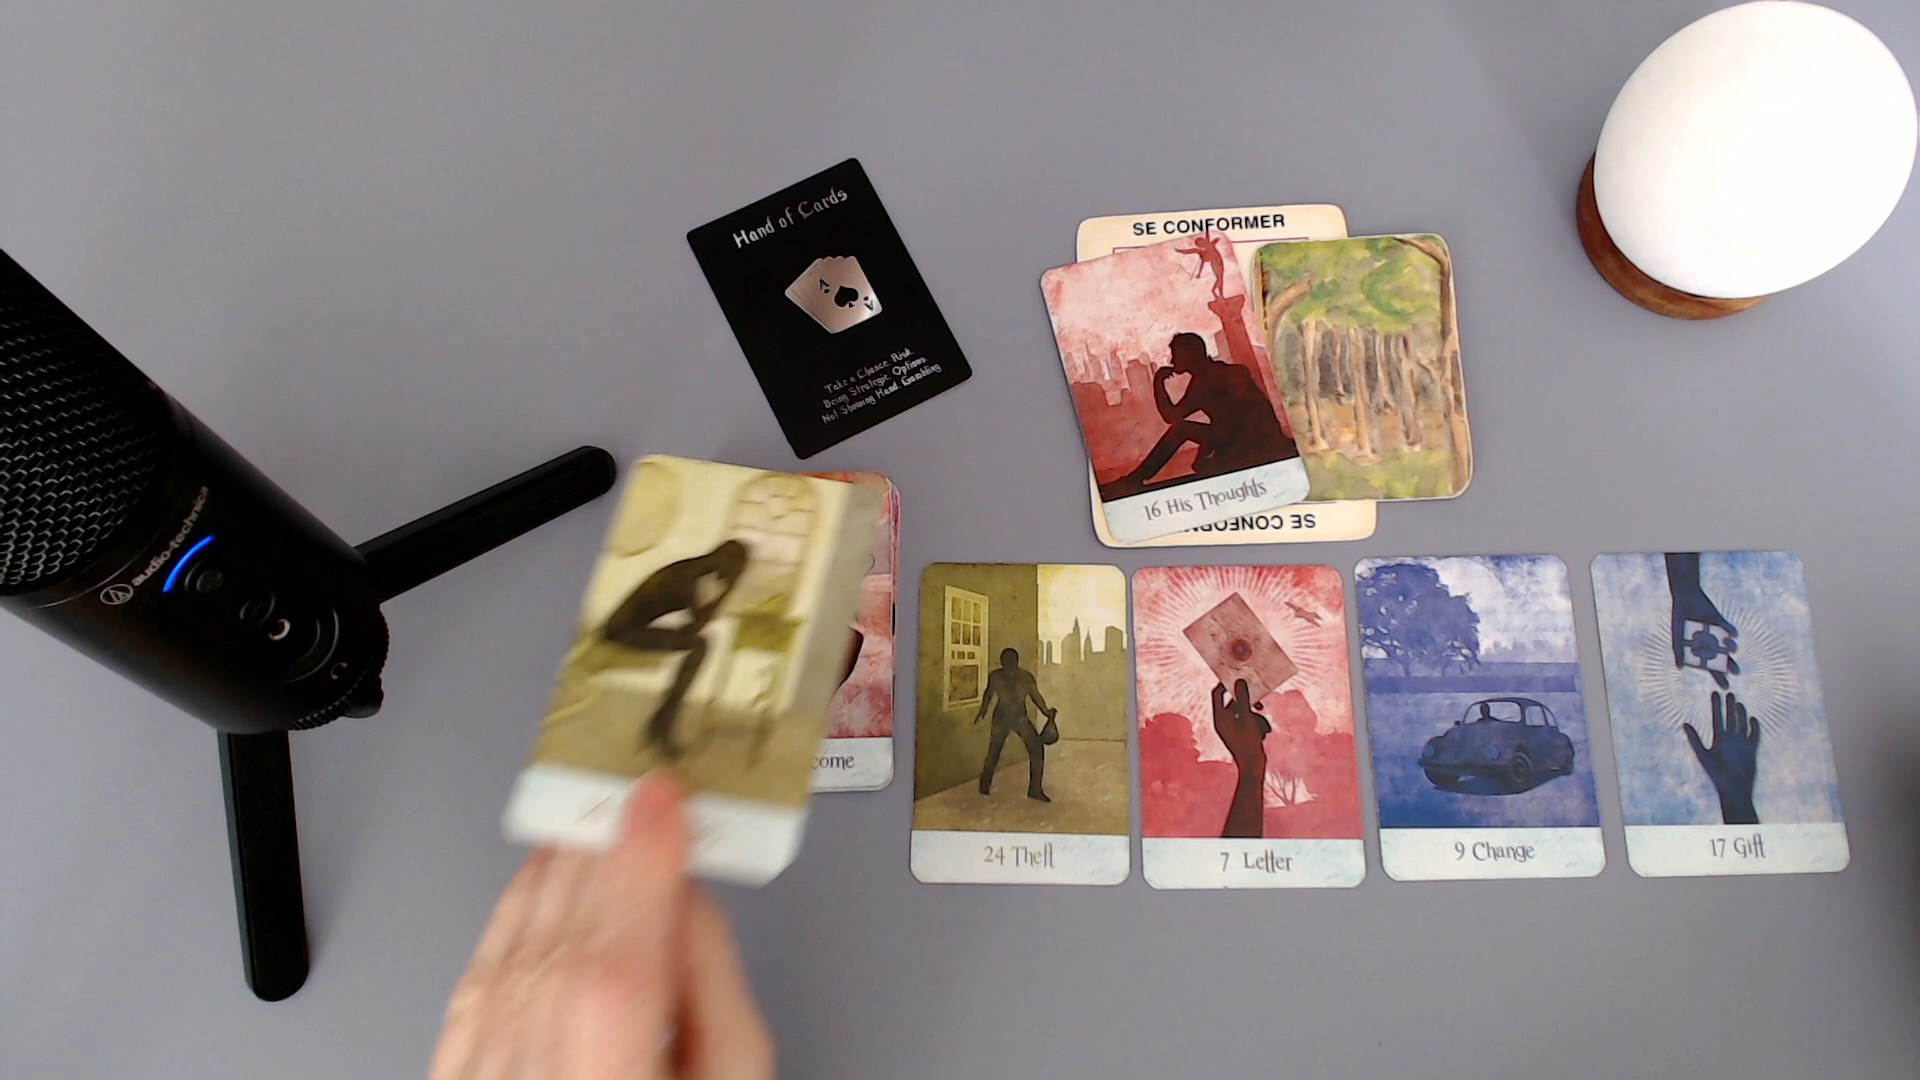 Hand of Cards
A
A
Take a Chance. Risk.
Being Strategic. Options.
Not Showing Hand. Gambling
SE CONFORMER
16 His Thoughts
SE CONFOR
audio-technica
come
24 Theft
7 Letter
9 Change
17 Gift